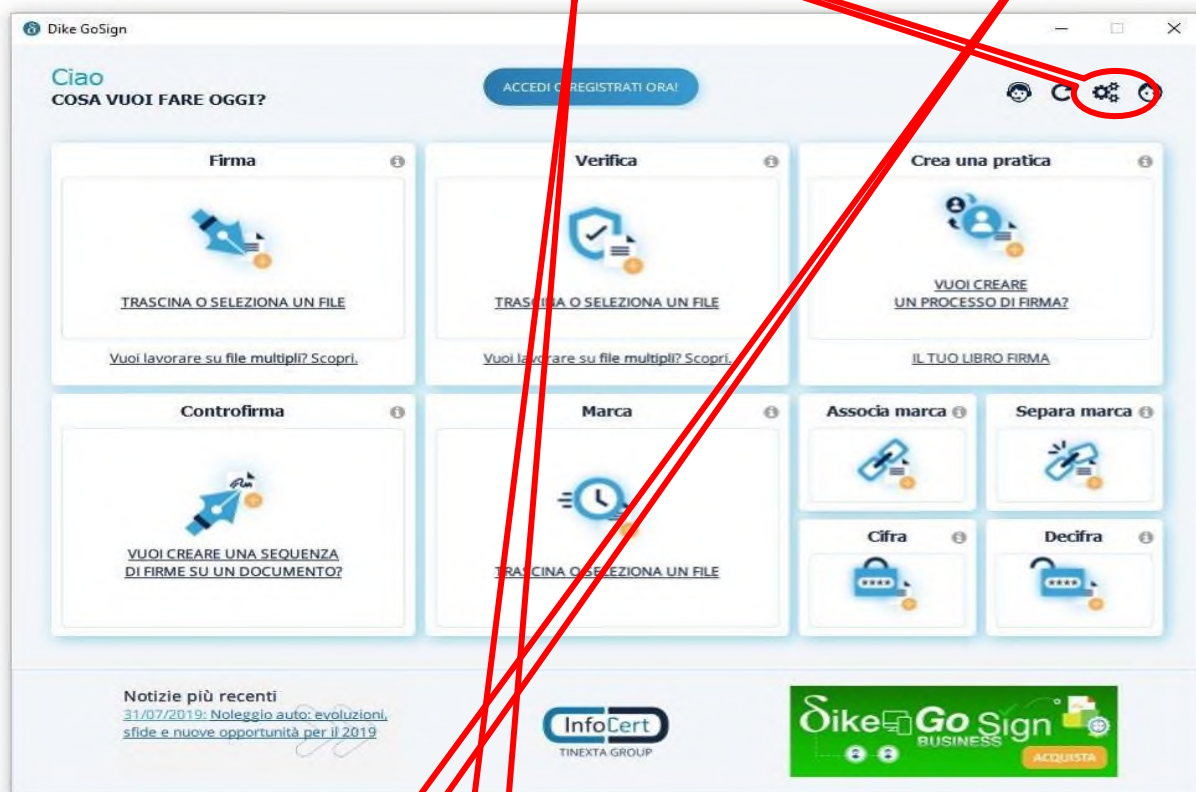 Dike GoSign
Ciao
COSA VUOI FARE OGGI?
ACCEDI O REGISTRATI ORA!
Firma
TRASCINA O SELEZIONA UN FILE
Vuoi lavorare su file multipli? Scopri.
Verifica
TRASCINA O SELEZIONA UN FILE
Vuoi lavorare su file multipli? Scopri.
Crea una pratica
VUOI CREARE
UN PROCESSO DI FIRMA?
IL TUO LIBRO FIRMA
Controfirma
VUOI CREARE UNA SEQUENZA
DI FIRME SU UN DOCUMENTO?
Marca
TRASCINA O SELEZIONA UN FILE
Associa marca
Separa marca
Cifra
Decifra
Notizie più recenti
31/07/2019: Noleggio auto: evoluzioni,
sfide e nuove opportunità per il 2019
InfoCert
TINEXTA GROUP
δike Go Sign
BUSINESS
ACQUISTA